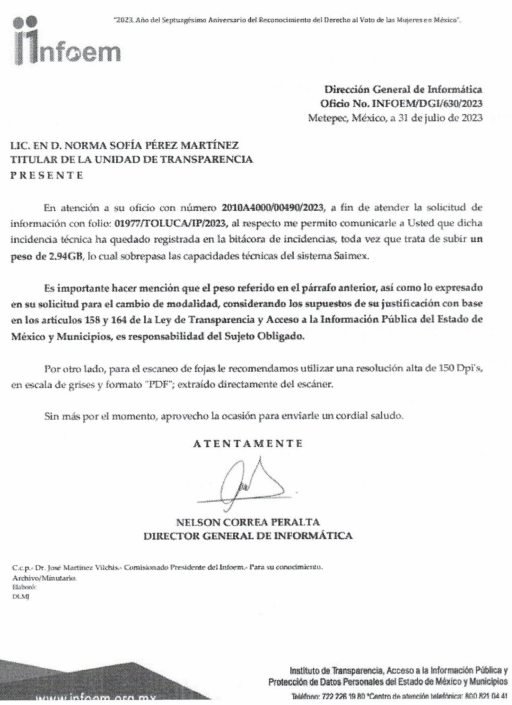 "2023. Año del Septuagésimo Aniversario del Reconocimiento del Derecho al Voto de las Mujeres en México".
infoem
Dirección General de Informática
Oficio No. INFOEM/DGI/630/2023
Metepec, México, a 31 de julio de 2023
LIC. EN D. NORMA SOFÍA PÉREZ MARTÍNEZ
TITULAR DE LA UNIDAD DE TRANSPARENCIA
P R E S E N T E
En atención a su oficio con número 2010A4000/00490/2023, a fin de atender la solicitud de
información con folio: 01977/TOLUCA/IP/2023, al respecto me permito comunicarle a Usted que dicha
incidencia técnica ha quedado registrada en la bitácora de incidencias, toda vez que trata de subir un
peso de 2.94GB, lo cual sobrepasa las capacidades técnicas del sistema Saimex.
Es importante hacer mención que el peso referido en el párrafo anterior, así como lo expresado
en su solicitud para el cambio de modalidad, considerando los supuestos de su justificación con base
en los artículos 158 y 164 de la Ley de Transparencia y Acceso a la Información Pública del Estado de
México y Municipios, es responsabilidad del Sujeto Obligado.
Por otro lado, para el escaneo de fojas le recomendamos utilizar una resolución alta de 150 Dpi's,
en escala de grises y formato "PDF"; extraído directamente del escáner.
Sin más por el momento, aprovecho la ocasión para enviarle un cordial saludo.
A T E N T A M E N T E
NELSON CORREA PERALTA
DIRECTOR GENERAL DE INFORMÁTICA
C.c.p.- Dr. José Martínez Vilchis.- Comisionado Presidente del Infoem.- Para su conocimiento.
Archivo/Minutario.
Elaboró:
DLMJ
Instituto de Transparencia, Acceso a la Información Pública y
Protección de Datos Personales del Estado de México y Municipios
www.infoem.org.mx
Teléfono: 722 226 19 80 *Centro de atención telefónica: 800 821 04 41